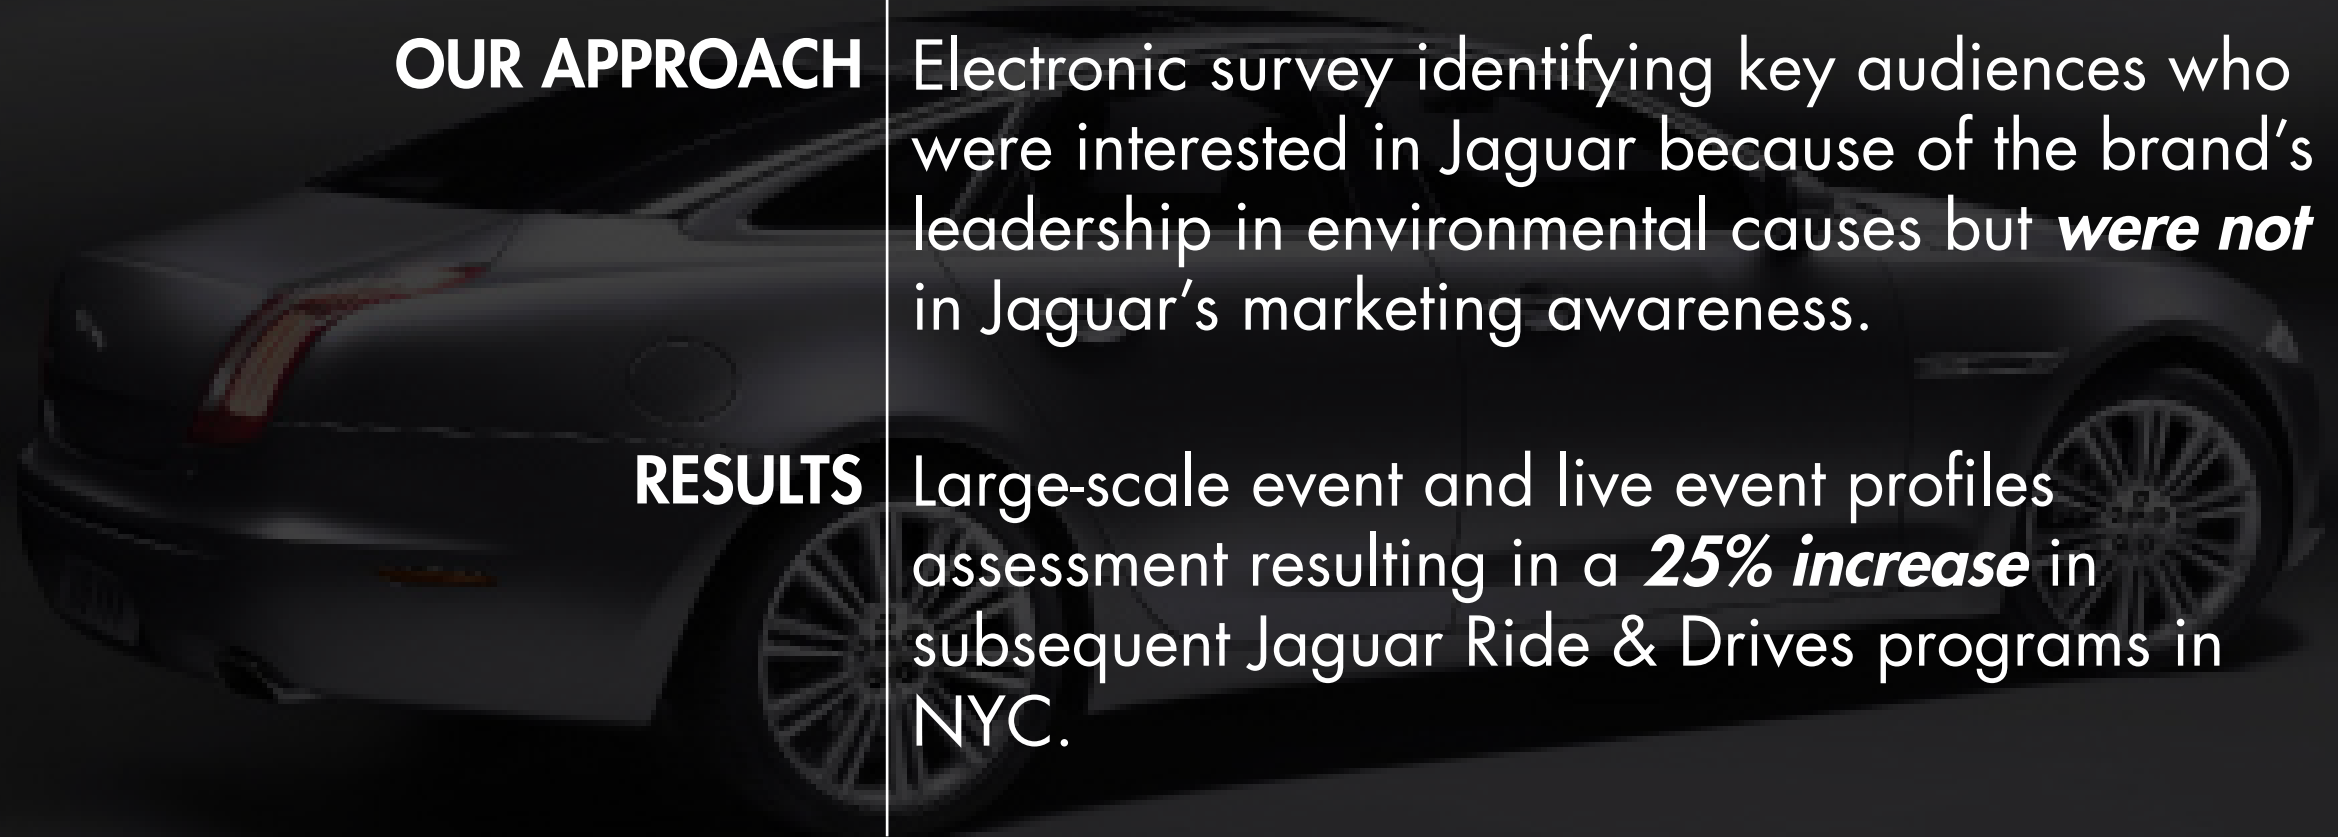 OUR APPROACH
Electronic survey identifying key audiences who
were interested in Jaguar because of the brand’s
leadership in environmental causes but were not
in Jaguar’s marketing awareness.
RESULTS
Large-scale event and live event profiles
assessment resulting in a 25% increase in
subsequent Jaguar Ride & Drives programs in
NYC.